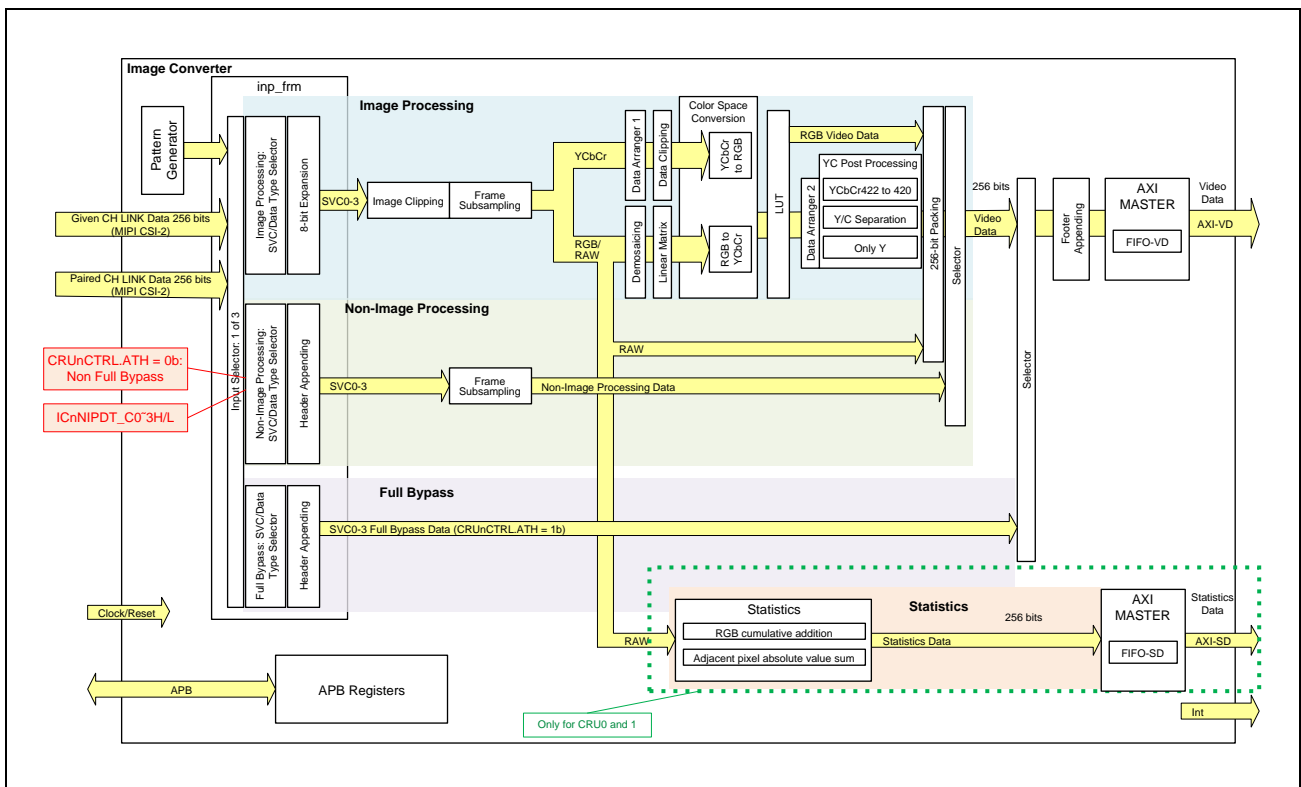 Image Converter
inp_frm
Pattern
Generator
Given CH LINK Data 256 bits
(MIPI CSI-2)
Paired CH LINK Data 256 bits
(MIPI CSI-2)
CRUnCTRL.ATH = 0b:
Non Full Bypass
ICnNIPDT_C0~3H/L
Clock/Reset
APB
APB Registers
Input Selector: 1 of 3
Image Processing
Image Processing:
SVC/Data Type Selector
8-bit Expansion
SVC0-3
Image Clipping
Frame
Subsampling
YCbCr
RGB/
RAW
Data Arranger 1
Data Clipping
Demosaicing
Linear Matrix
Color Space
Conversion
YCbCr
to RGB
RGB to
YCbCr
LUT
RGB Video Data
Data Arranger 2
YC Post Processing
YCbCr422 to 420
Y/C Separation
Only Y
256-bit Packing
Selector
256 bits
Video
Data
Selector
Footer
Appending
AXI
MASTER
FIFO-VD
Video
Data
AXI-VD
Non-Image Processing
Non-Image Processing:
SVC/Data Type Selector
Header Appending
SVC0-3
Frame
Subsampling
Non-Image Processing Data
RAW
Full Bypass
Full Bypass: SVC/Data
Type Selector
Header Appending
SVC0-3 Full Bypass Data (CRUnCTRL.ATH = 1b)
RAW
Statistics
RGB cumulative addition
Adjacent pixel absolute value sum
Statistics
256 bits
Statistics Data
AXI
MASTER
FIFO-SD
Statistics
Data
AXI-SD
Only for CRU0 and 1
Int